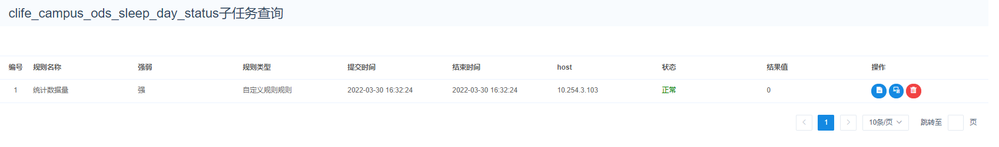 clife_campus_ods_sleep_day_status子任务查询
编号 规则名称 强弱 规则类型 提交时间 结束时间 host 状态 结果值 操作
1 统计数据量 强 自定义规则规则 2022-03-30 16:32:24 2022-03-30 16:32:24 10.254.3.103 正常 0
1 10条/页 跳转至 页